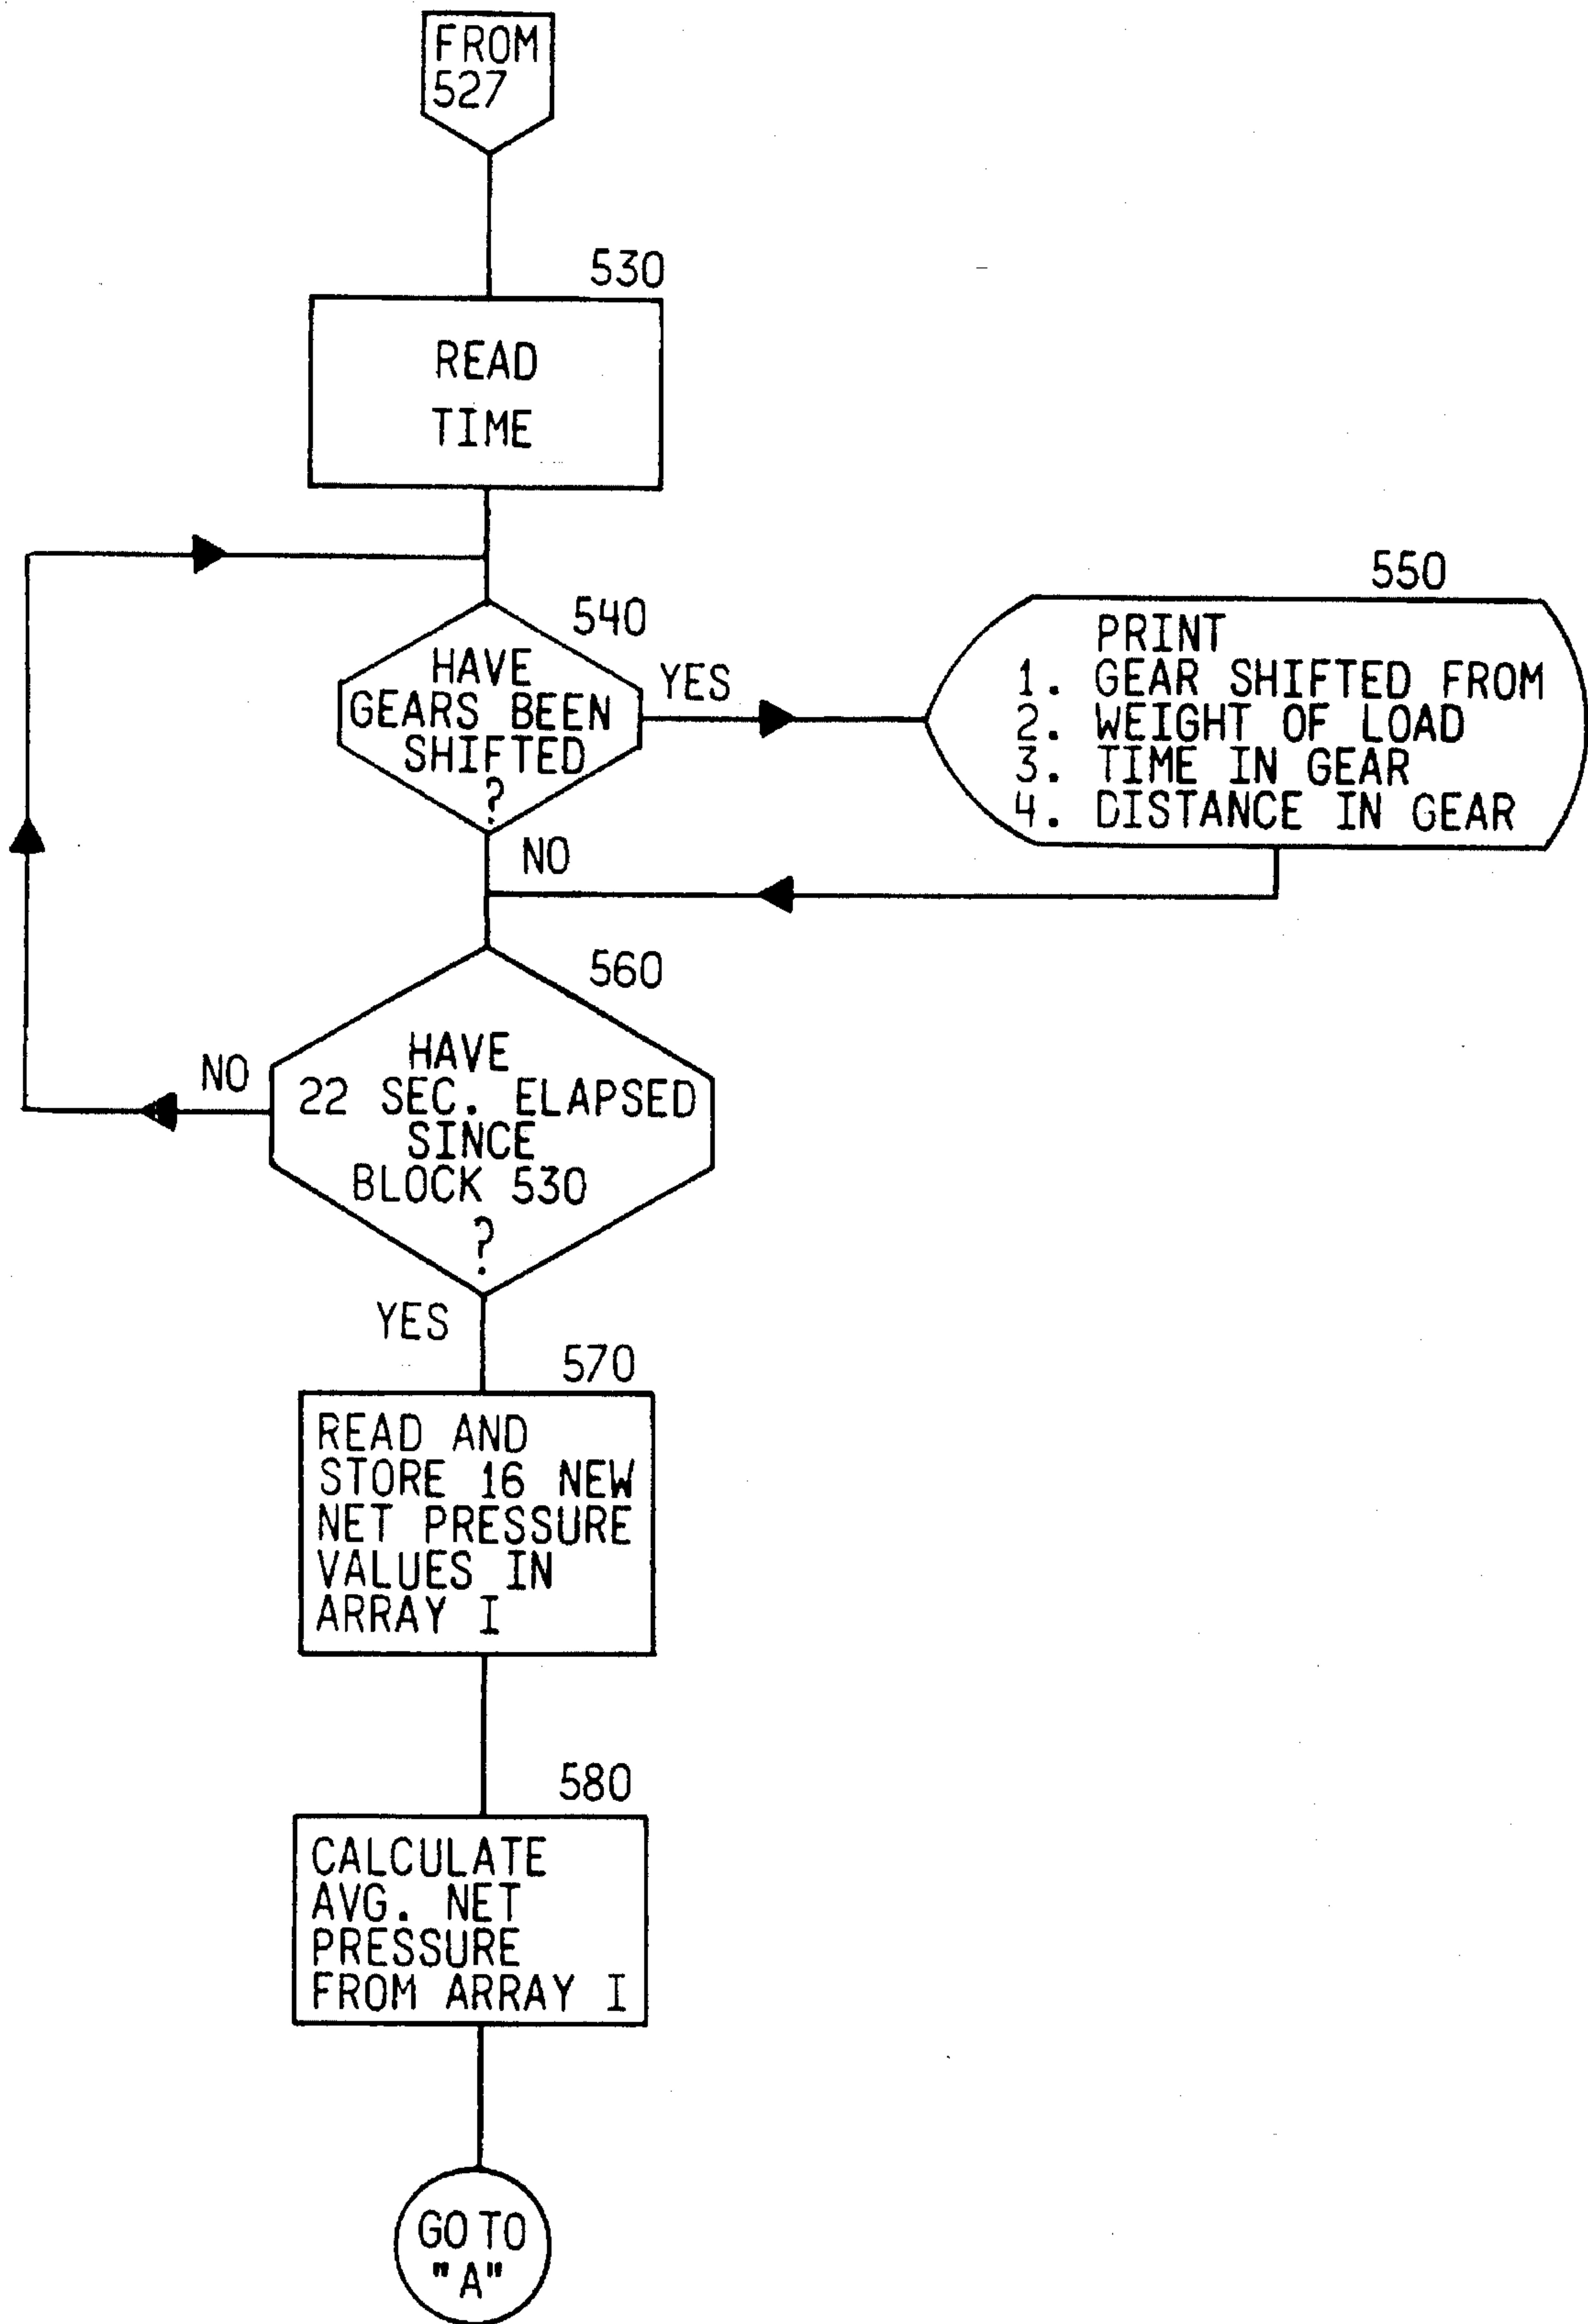 FROM
527
530
READ
TIME
540
HAVE
GEARS BEEN
SHIFTED
?
YES
NO
550
PRINT
1. GEAR SHIFTED FROM
2. WEIGHT OF LOAD
3. TIME IN GEAR
4. DISTANCE IN GEAR
560
HAVE
22 SEC. ELAPSED
SINCE
BLOCK 530
?
NO
YES
570
READ AND
STORE 16 NEW
NET PRESSURE
VALUES IN
ARRAY I
580
CALCULATE
AVG. NET
PRESSURE
FROM ARRAY I
GO TO
"A"